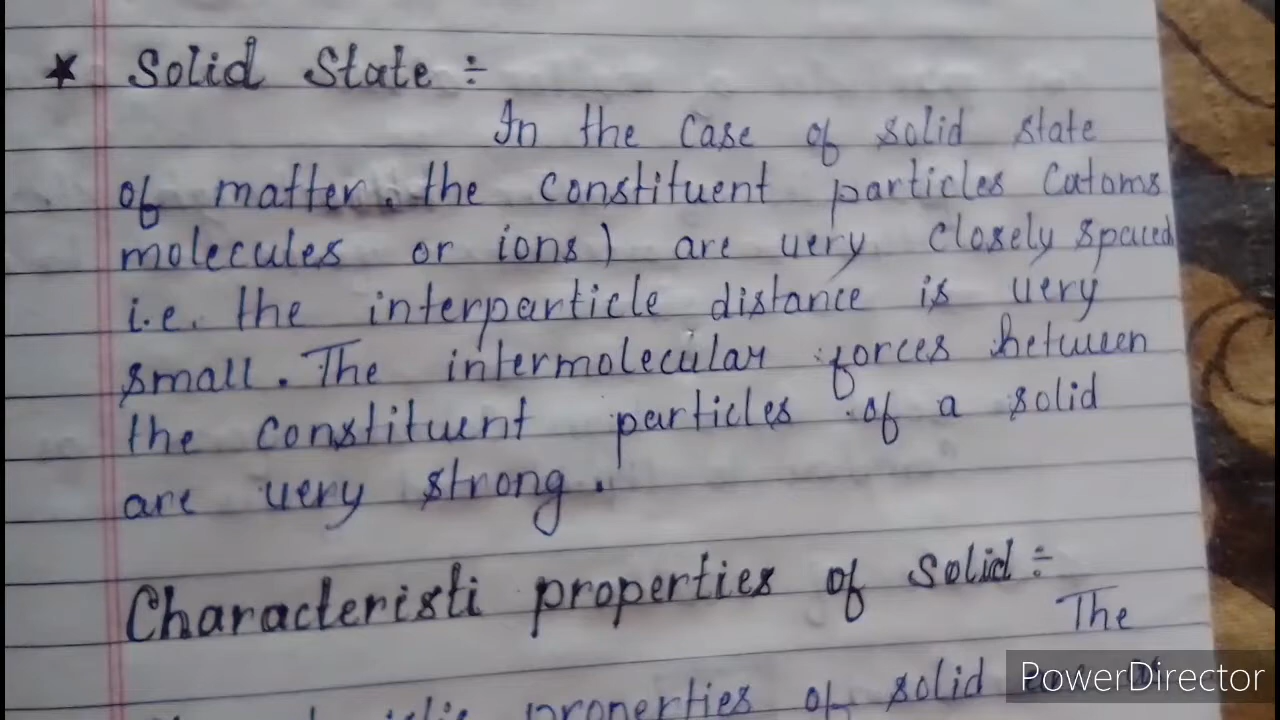 ★ Solid State ÷
In the case of solid state
of matter, the constituent particles (atoms
molecules or ions) are very closely spaced
i.e. the interparticle distance is very
small. The intermolecular forces between
the constituent particles of a solid
are very strong.
Characteristi properties of Solid ÷
The
properties of solid
PowerDirector